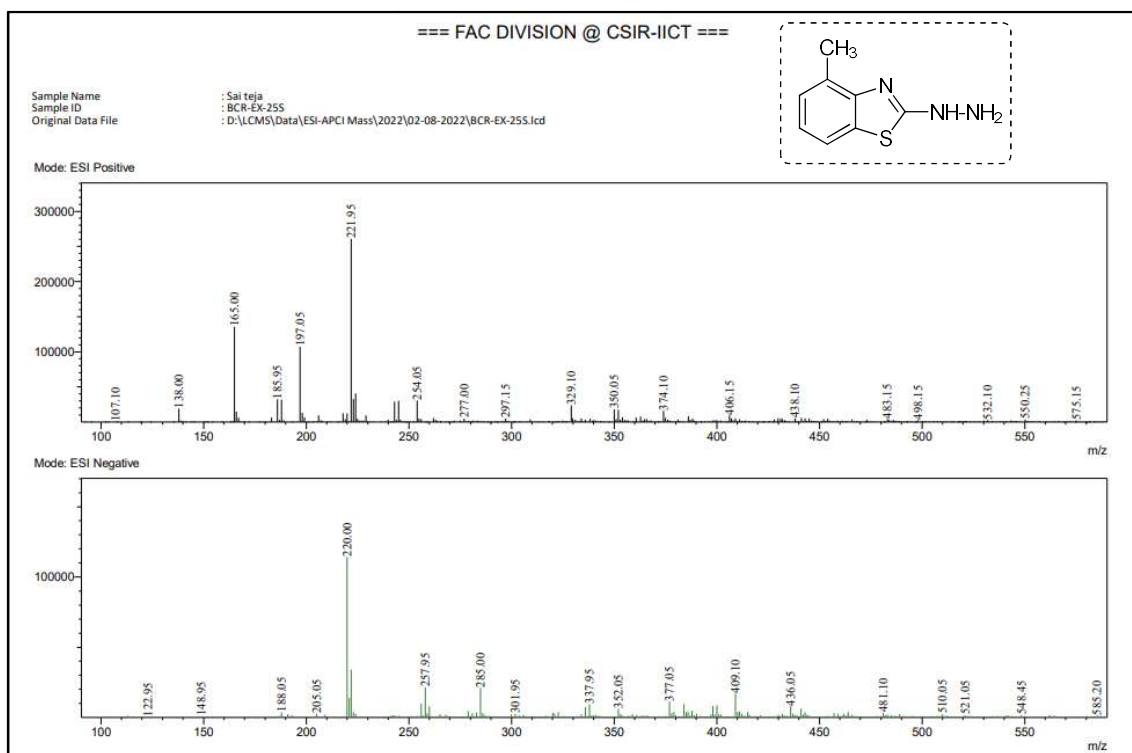 === FAC DIVISION @ CSIR-IICT ===
CH₃
N
NH-NH₂
S
Sample Name : Sai teja
Sample ID : BCR-EX-25S
Original Data File : D:\LCMS\Data\ESI-APCI Mass\2022\02-08-2022\BCR-EX-25S.lcd
Mode: ESI Positive
300000
200000
100000
107.10 138.00 165.00 185.95 197.05 221.95 254.05 277.00 297.15 329.10 350.05 374.10 406.15 438.10 483.15 498.15 532.10 550.25 575.15
100 150 200 250 300 350 400 450 500 550
m/z
Mode: ESI Negative
100000
122.95 148.95 188.05 205.05 220.00 257.95 285.00 301.95 337.95 352.05 377.05 409.10 436.05 481.10 510.05 521.05 548.45 585.20
100 150 200 250 300 350 400 450 500 550
m/z